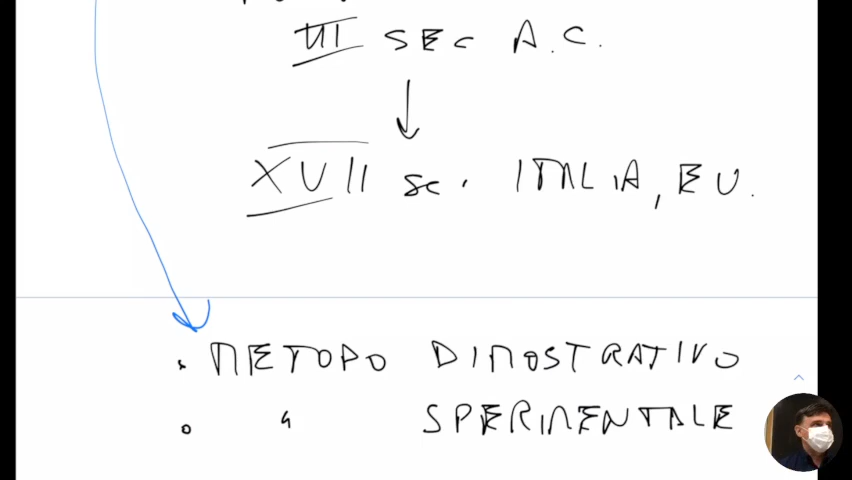 III SEC A.C.
XVII SEC. ITALIA, EU.
• METODO DIMOSTRATIVO
• " SPERIMENTALE